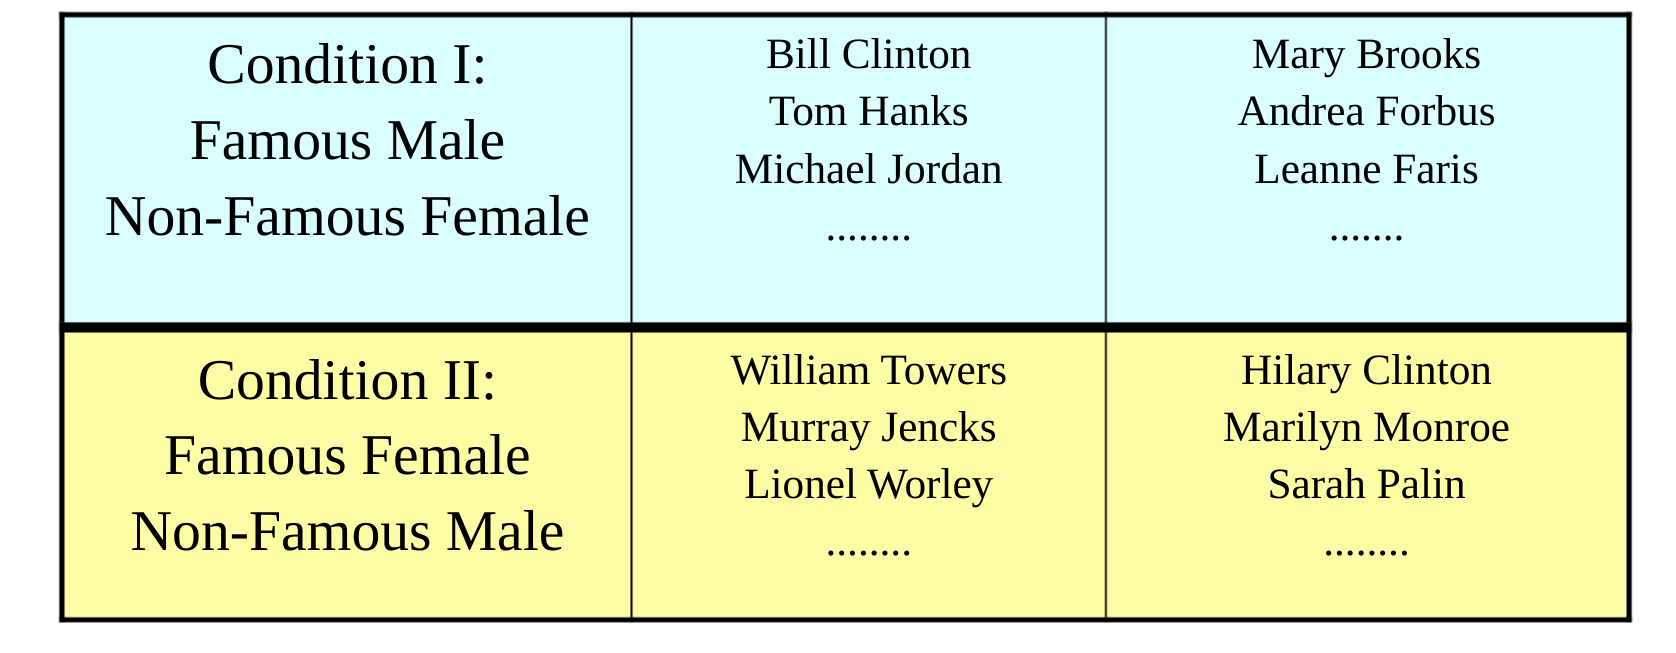 Condition I:
Famous Male
Non-Famous Female
Bill Clinton
Tom Hanks
Michael Jordan
........
Mary Brooks
Andrea Forbus
Leanne Faris
.......
Condition II:
Famous Female
Non-Famous Male
William Towers
Murray Jencks
Lionel Worley
........
Hilary Clinton
Marilyn Monroe
Sarah Palin
........